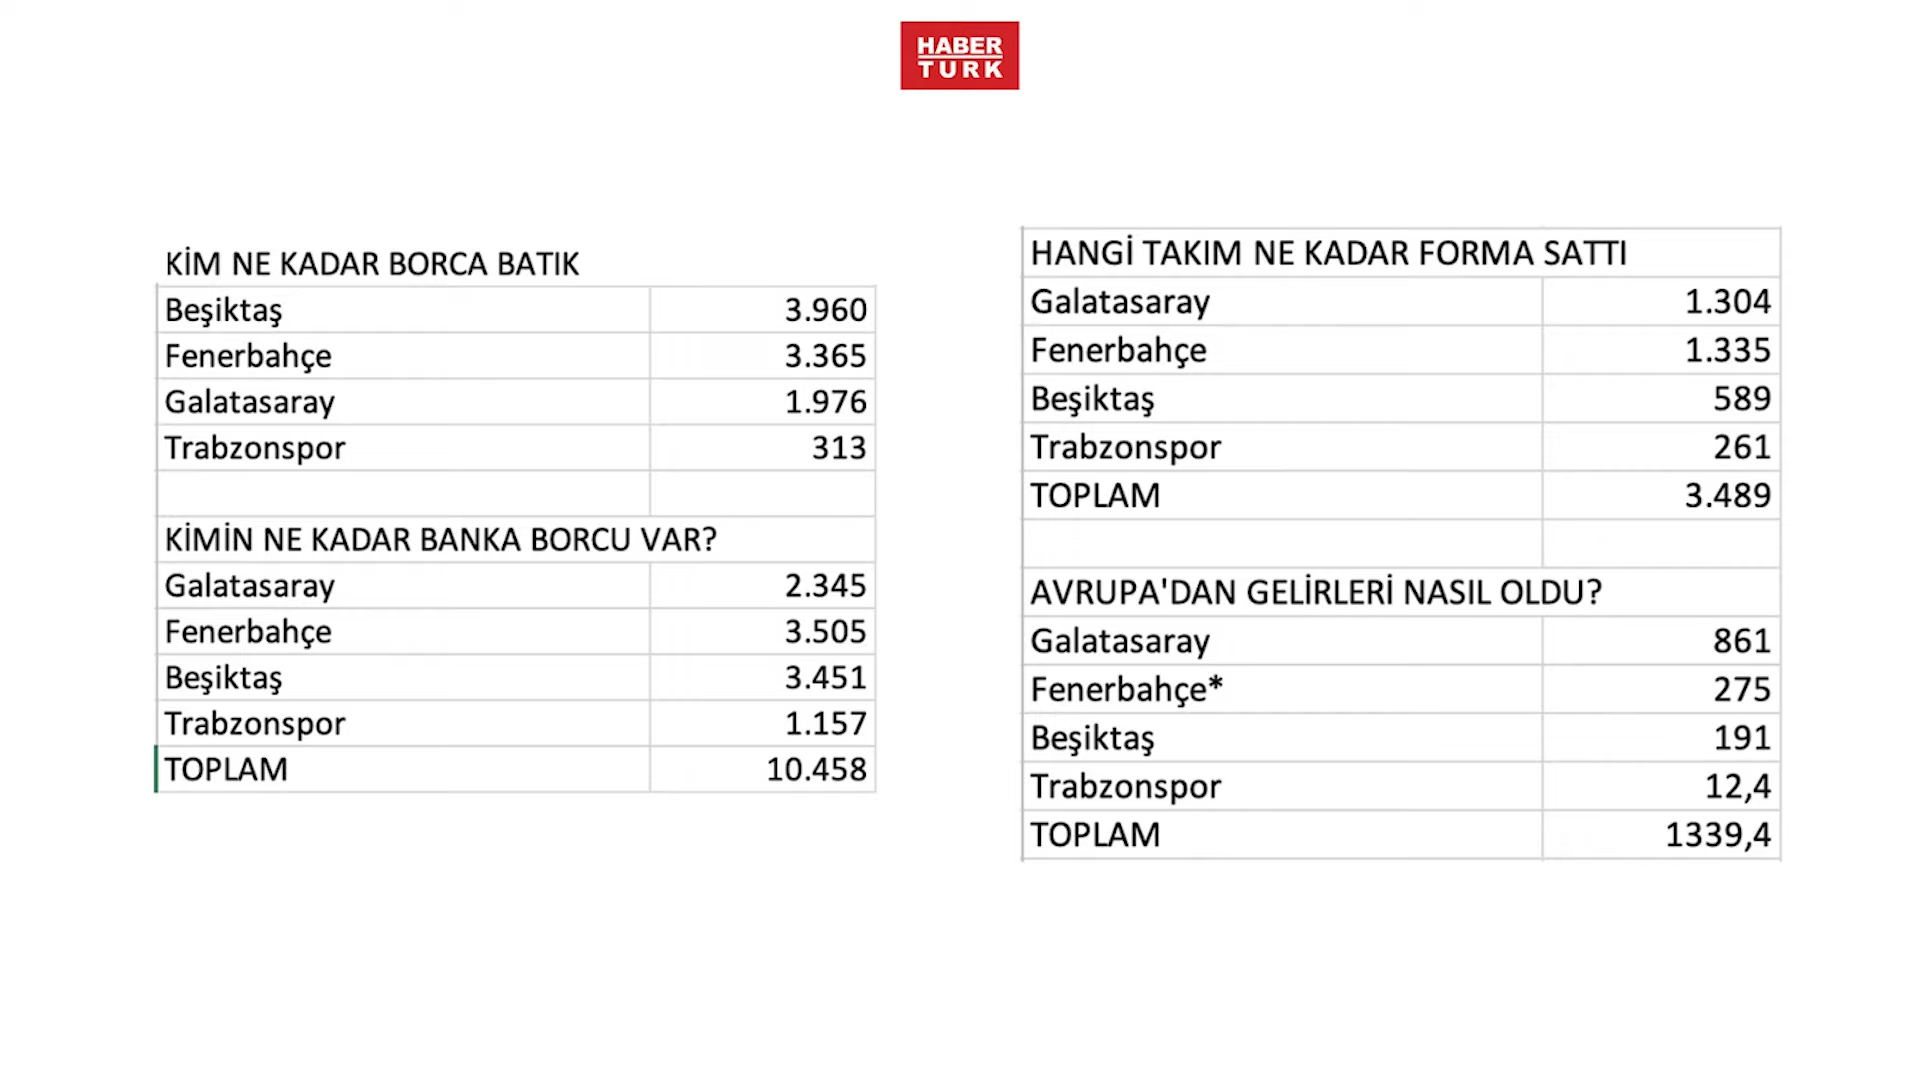 HABER
TURK
KİM NE KADAR BORCA BATIK
Beşiktaş 3.960
Fenerbahçe 3.365
Galatasaray 1.976
Trabzonspor 313
KİMİN NE KADAR BANKA BORCU VAR?
Galatasaray 2.345
Fenerbahçe 3.505
Beşiktaş 3.451
Trabzonspor 1.157
TOPLAM 10.458
HANGİ TAKIM NE KADAR FORMA SATTI
Galatasaray 1.304
Fenerbahçe 1.335
Beşiktaş 589
Trabzonspor 261
TOPLAM 3.489
AVRUPA'DAN GELİRLERİ NASIL OLDU?
Galatasaray 861
Fenerbahçe* 275
Beşiktaş 191
Trabzonspor 12,4
TOPLAM 1339,4